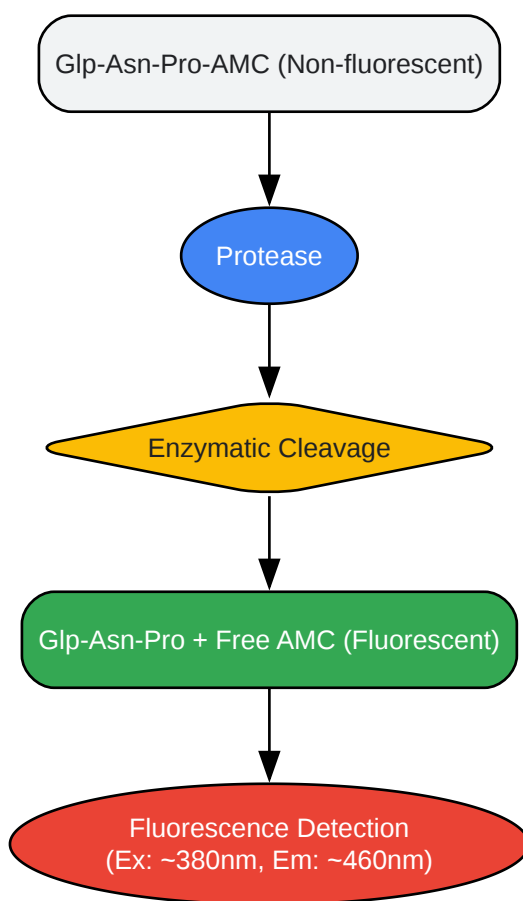 Glp-Asn-Pro-AMC (Non-fluorescent)
Protease
Enzymatic Cleavage
Glp-Asn-Pro + Free AMC (Fluorescent)
Fluorescence Detection
(Ex: ~380nm, Em: ~460nm)